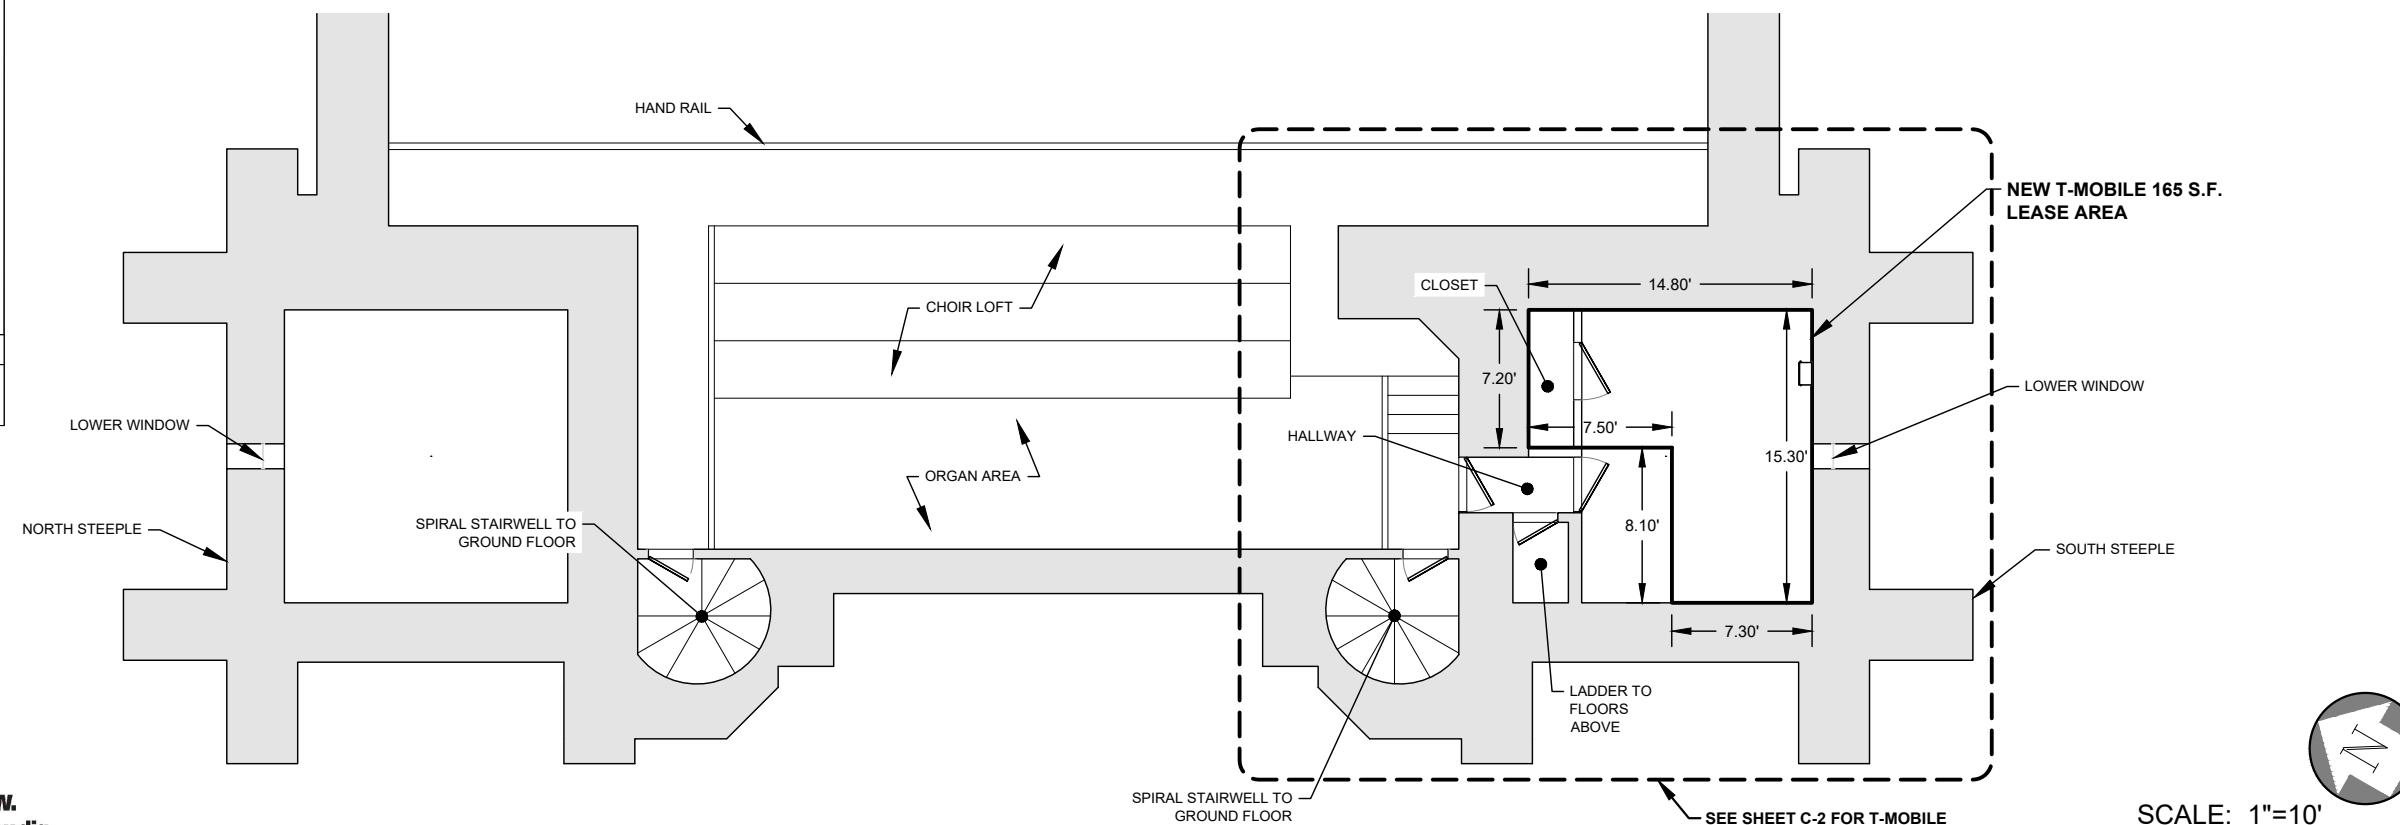 HAND RAIL
NEW T-MOBILE 165 S.F.
LEASE AREA
CLOSET
14.80'
CHOIR LOFT
7.20'
LOWER WINDOW
LOWER WINDOW
7.50'
HALLWAY
15.30'
ORGAN AREA
NORTH STEEPLE
SPIRAL STAIRWELL TO
GROUND FLOOR
8.10'
SOUTH STEEPLE
7.30'
LADDER TO
FLOORS
ABOVE
N
SPIRAL STAIRWELL TO
GROUND FLOOR
SEE SHEET C-2 FOR T-MOBILE
SCALE: 1"=10'